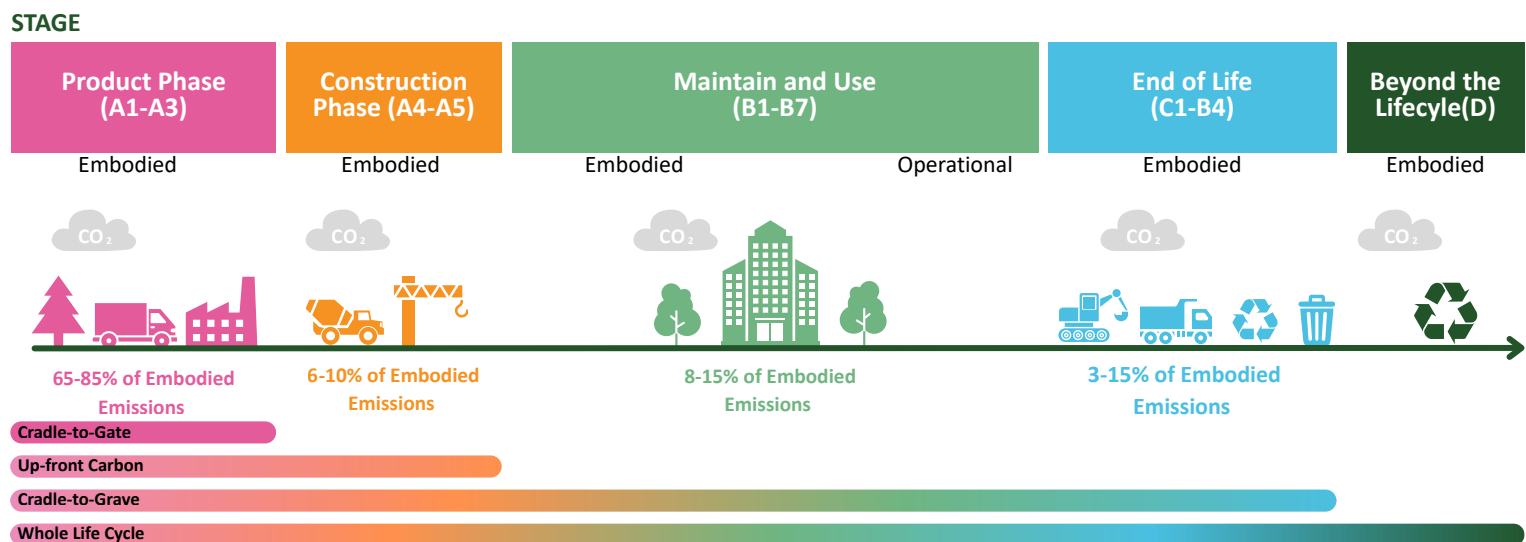 STAGE
Product Phase
(A1-A3)
Construction
Phase (A4-A5)
Maintain and Use
(B1-B7)
End of Life
(C1-B4)
Beyond the
Lifecyle(D)
Embodied
Embodied
Embodied
Operational
Embodied
Embodied
CO2
CO2
CO2
CO2
CO2
65-85% of Embodied
Emissions
6-10% of Embodied
Emissions
8-15% of Embodied
Emissions
3-15% of Embodied
Emissions
Cradle-to-Gate
Up-front Carbon
Cradle-to-Grave
Whole Life Cycle